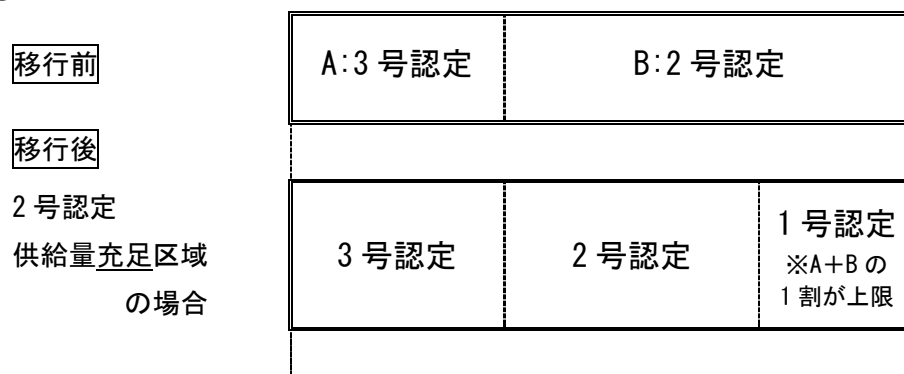 移行前
A:3号認定
B:2号認定
移行後
2号認定
供給量充足区域
の場合
3号認定
2号認定
1号認定
※A+Bの
1割が上限